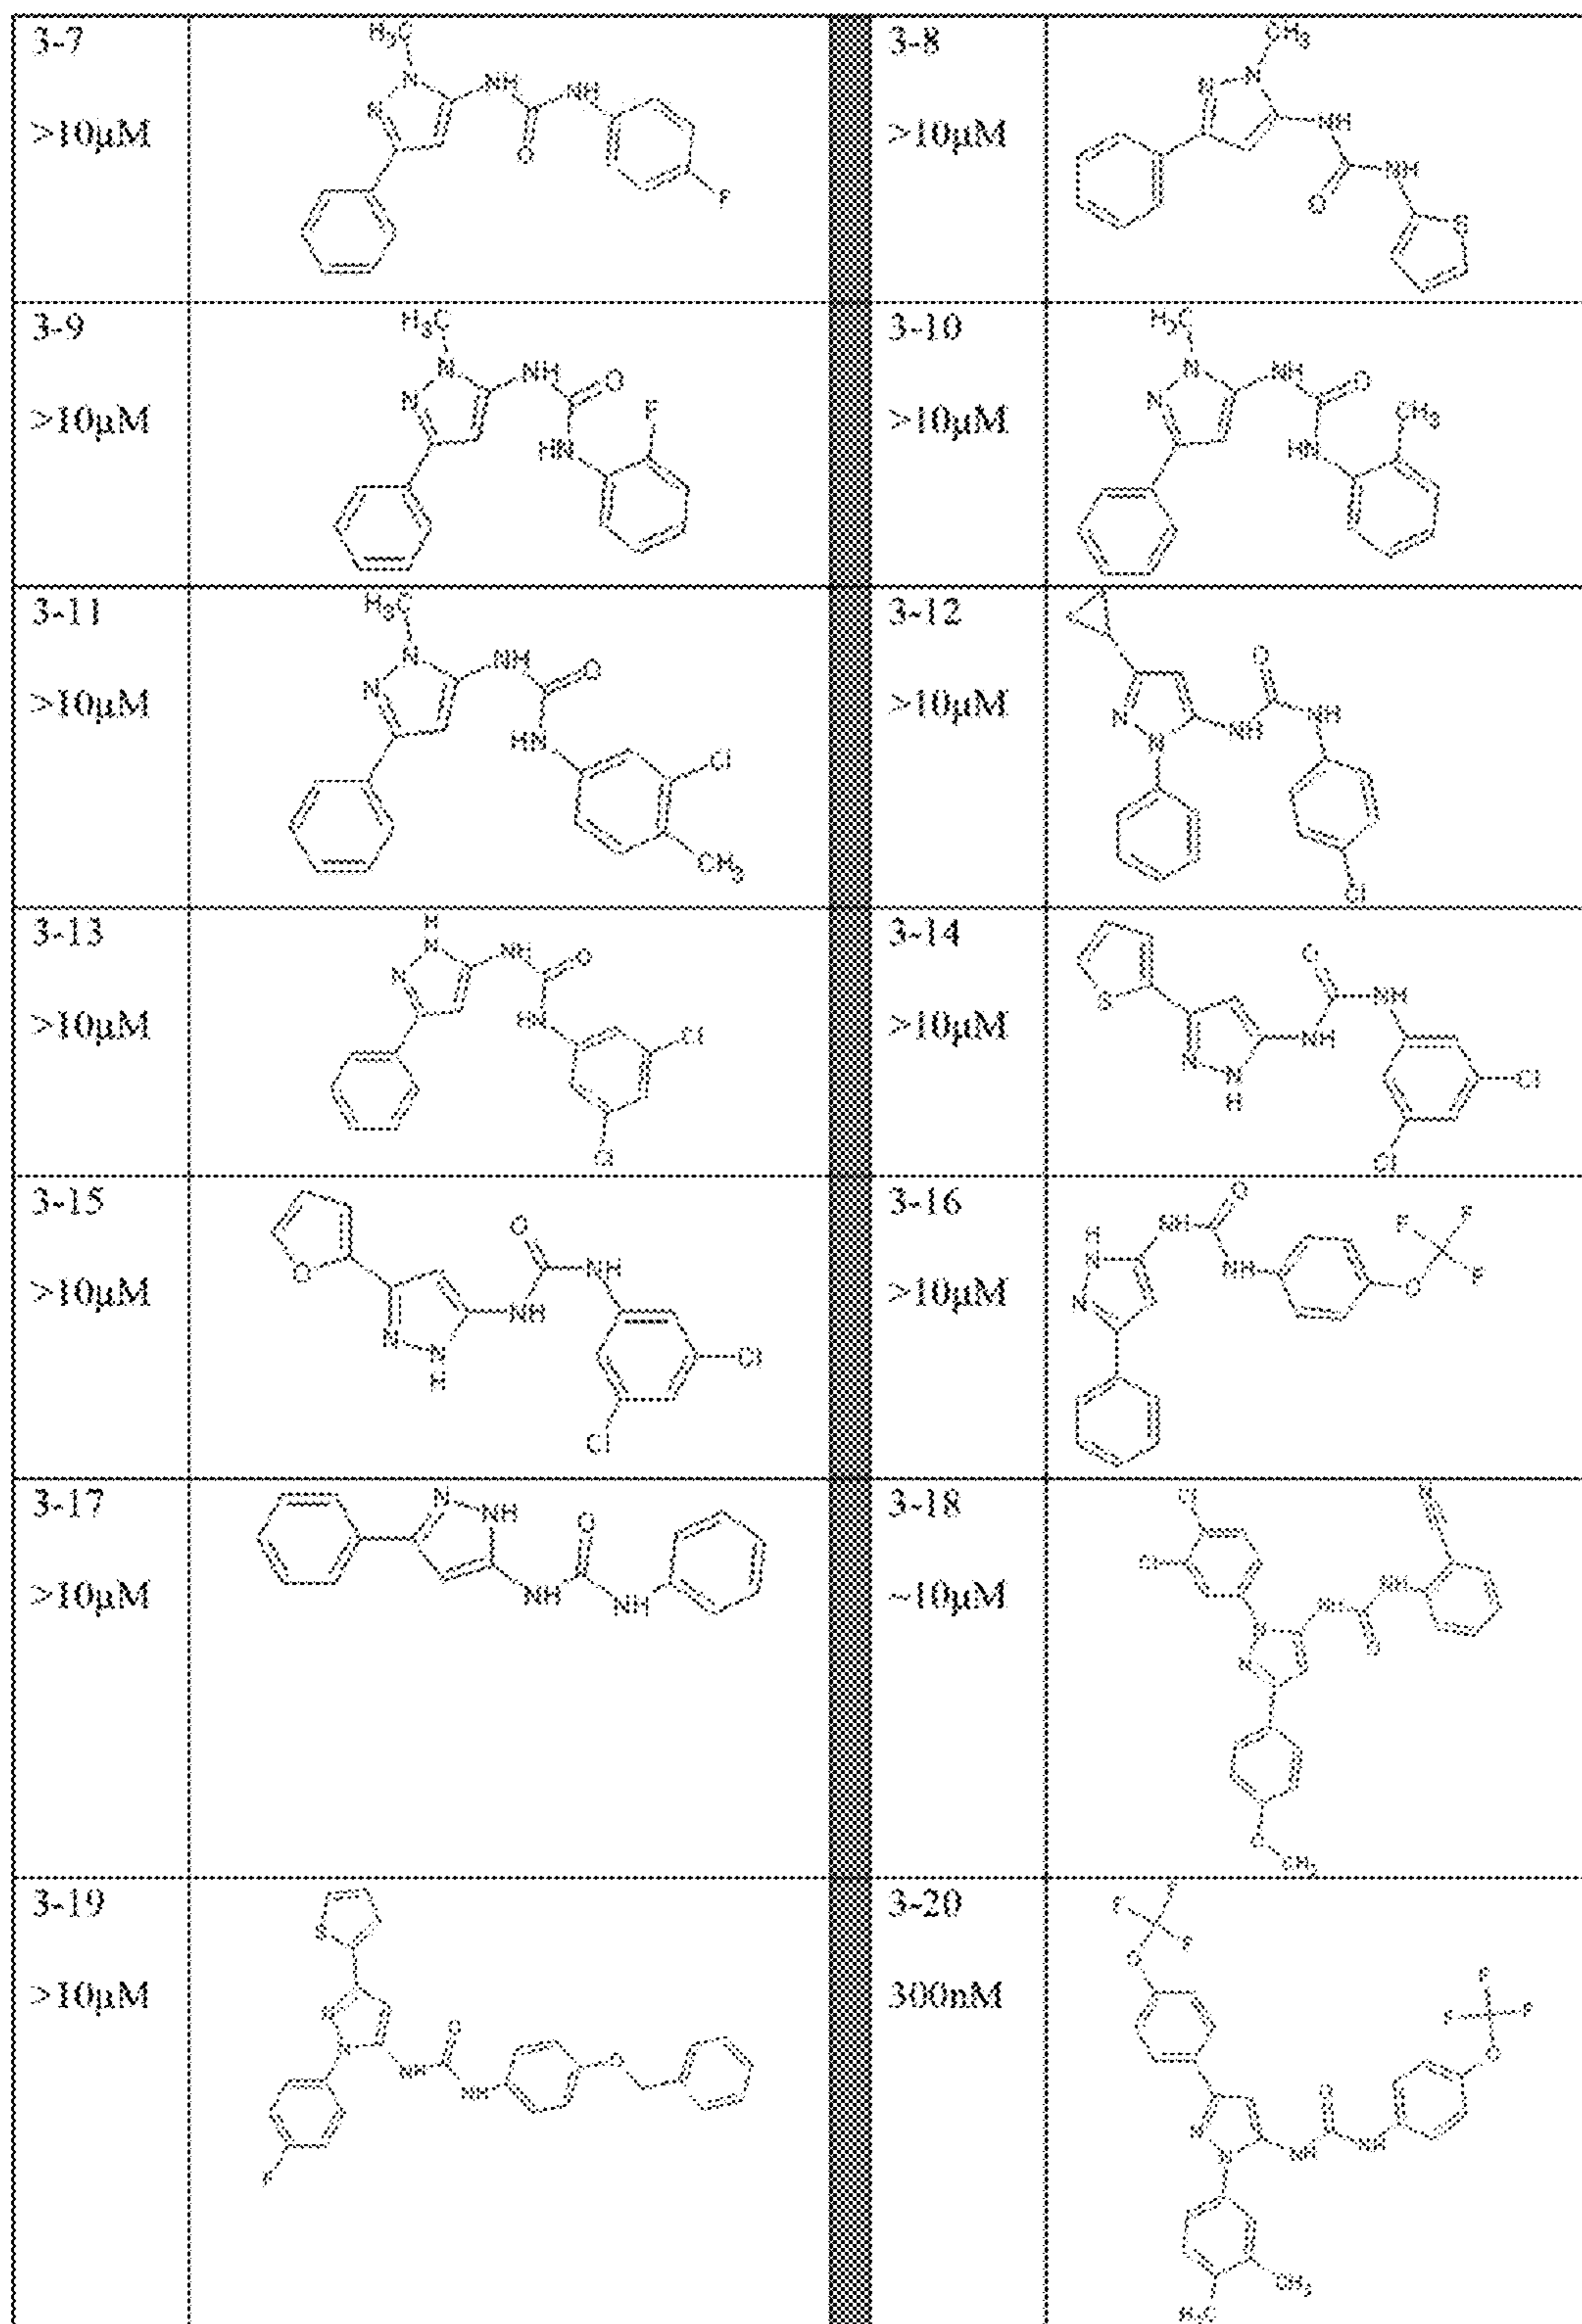 3-7
>10µM
H₃C
N
N
NH
O
NH
F
3-8
>10µM
CH₃
N
N
NH
O
NH
S
3-9
>10µM
H₃C
N
N
NH
O
HN
F
3-10
>10µM
H₃C
N
N
NH
O
HN
CH₃
3-11
>10µM
H₃C
N
N
NH
O
HN
Cl
CH₃
3-12
>10µM
N
N
NH
O
NH
Cl
3-13
>10µM
H
N
N
NH
O
HN
Cl
Cl
3-14
>10µM
S
N
N
H
NH
O
NH
Cl
Cl
3-15
>10µM
O
N
N
H
NH
O
NH
Cl
Cl
3-16
>10µM
H
N
N
NH
O
NH
O
F
F
F
3-17
>10µM
N
NH
NH
O
NH
3-18
~10µM
Cl
Cl
N
N
NH
O
NH
N
O
CH₃
3-19
>10µM
S
N
N
F
NH
O
NH
O
3-20
300nM
F
F
F
O
N
N
NH
O
NH
O
F
F
F
CH₃
H₃C